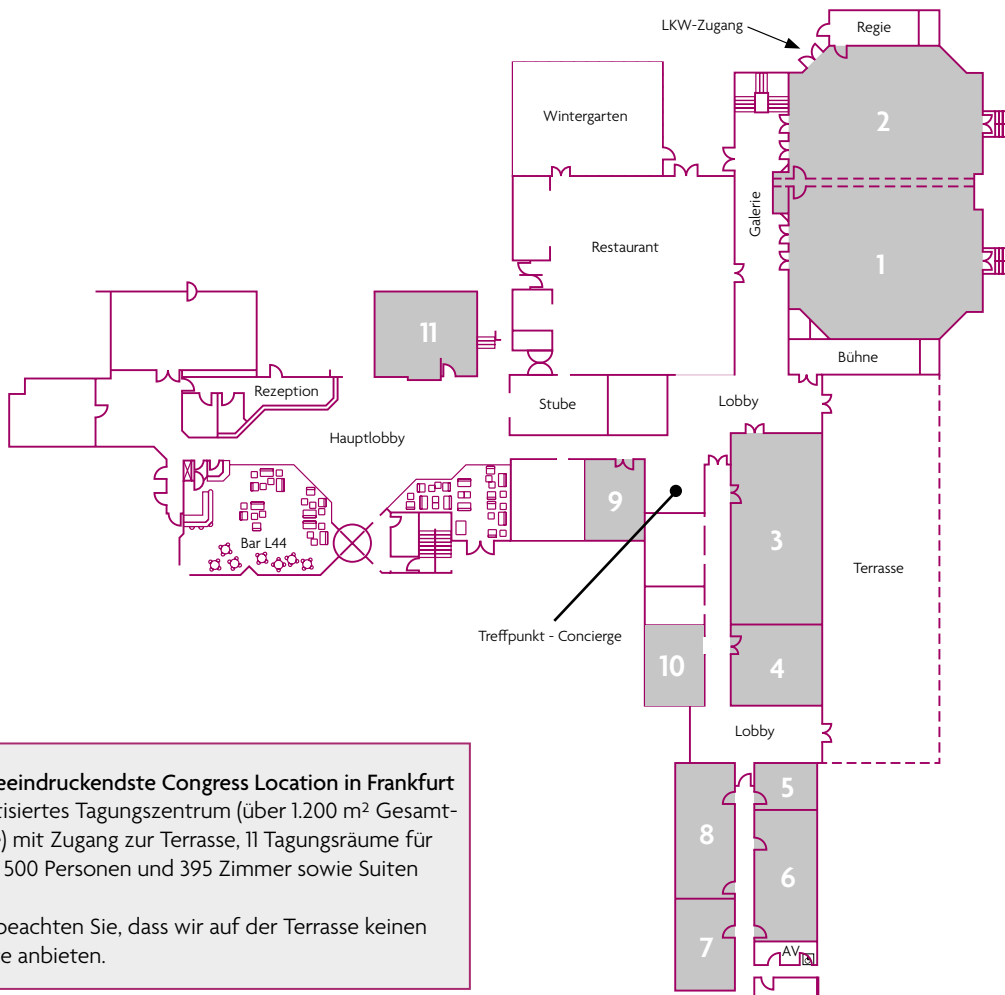 LKW-Zugang
Regie
Wintergarten
2
Galerie
Restaurant
1
11
Bühne
Rezeption
Stube
Lobby
Hauptlobby
9
3
Bar L44
Terrasse
Treffpunkt - Concierge
10
4
Lobby
5
8
6
7
AV
Congress Location in Frankfurt
Tagungszentrum (über 1.200 m² Gesamt-
mit Zugang zur Terrasse, 11 Tagungsräume für
500 Personen und 395 Zimmer sowie Suiten
beachten Sie, dass wir auf der Terrasse keinen
anbieten.